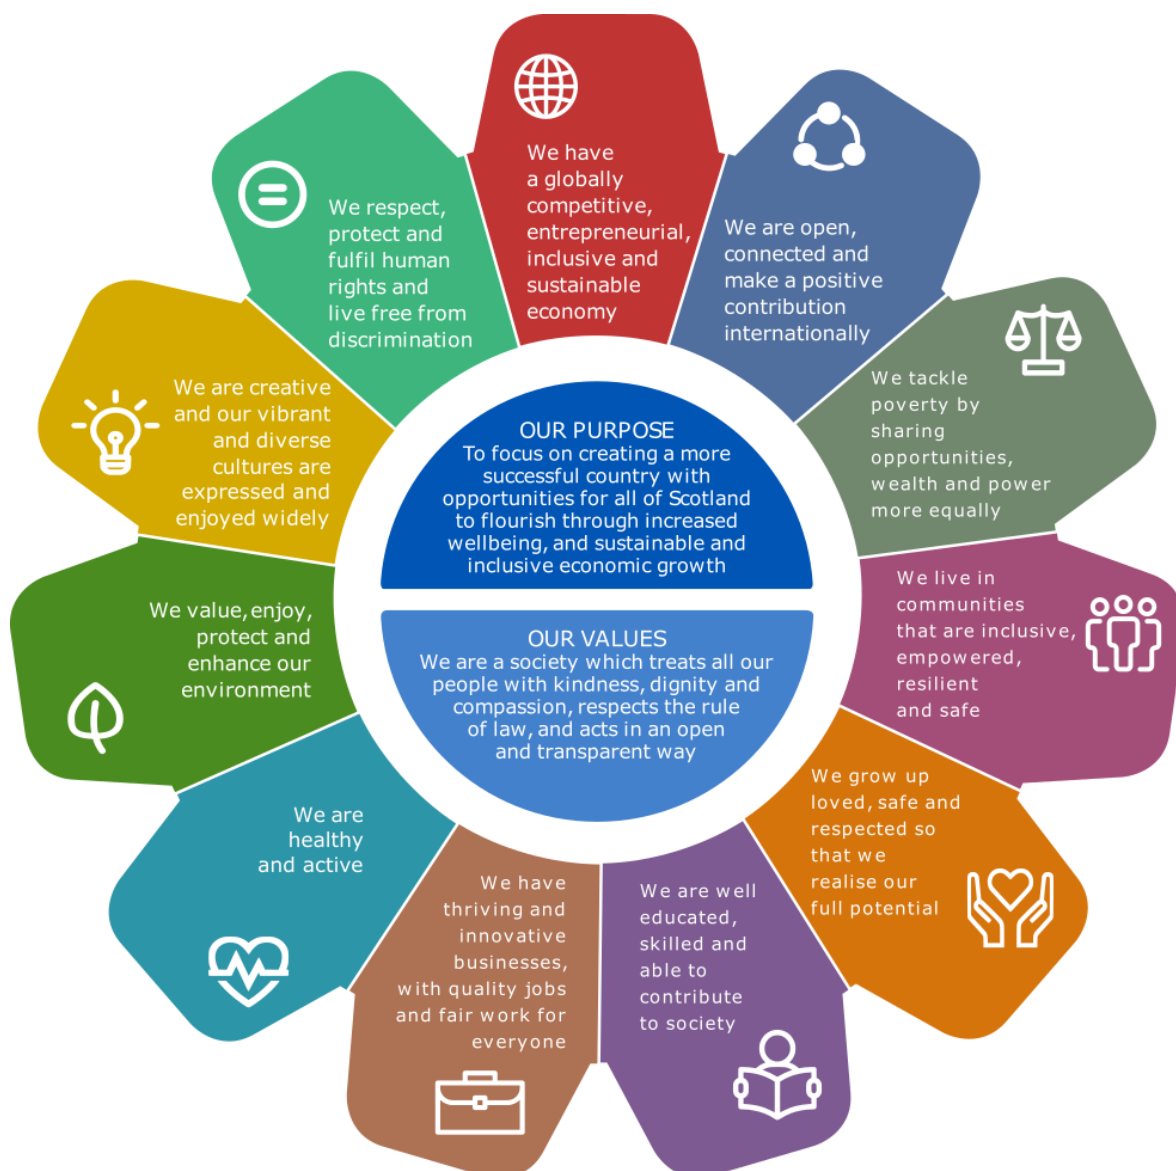 We have
a globally
competitive,
entrepreneurial,
inclusive and
sustainable
economy
We are open,
connected and
make a positive
contribution
internationally
We tackle
poverty by
sharing
opportunities,
wealth and power
more equally
We live in
communities
that are inclusive,
empowered,
resilient
and safe
We grow up
loved, safe and
respected so
that we
realise our
full potential
We are well
educated,
skilled and
able to
contribute
to society
We have
thriving and
innovative
businesses,
with quality jobs
and fair work for
everyone
We are
healthy
and active
We value, enjoy,
protect and
enhance our
environment
We are creative
and our vibrant
and diverse
cultures are
expressed and
enjoyed widely
We respect,
protect and
fulfil human
rights and
live free from
discrimination
OUR PURPOSE
To focus on creating a more
successful country with
opportunities for all of Scotland
to flourish through increased
wellbeing, and sustainable and
inclusive economic growth
OUR VALUES
We are a society which treats all our
people with kindness, dignity and
compassion, respects the rule
of law, and acts in an open
and transparent way